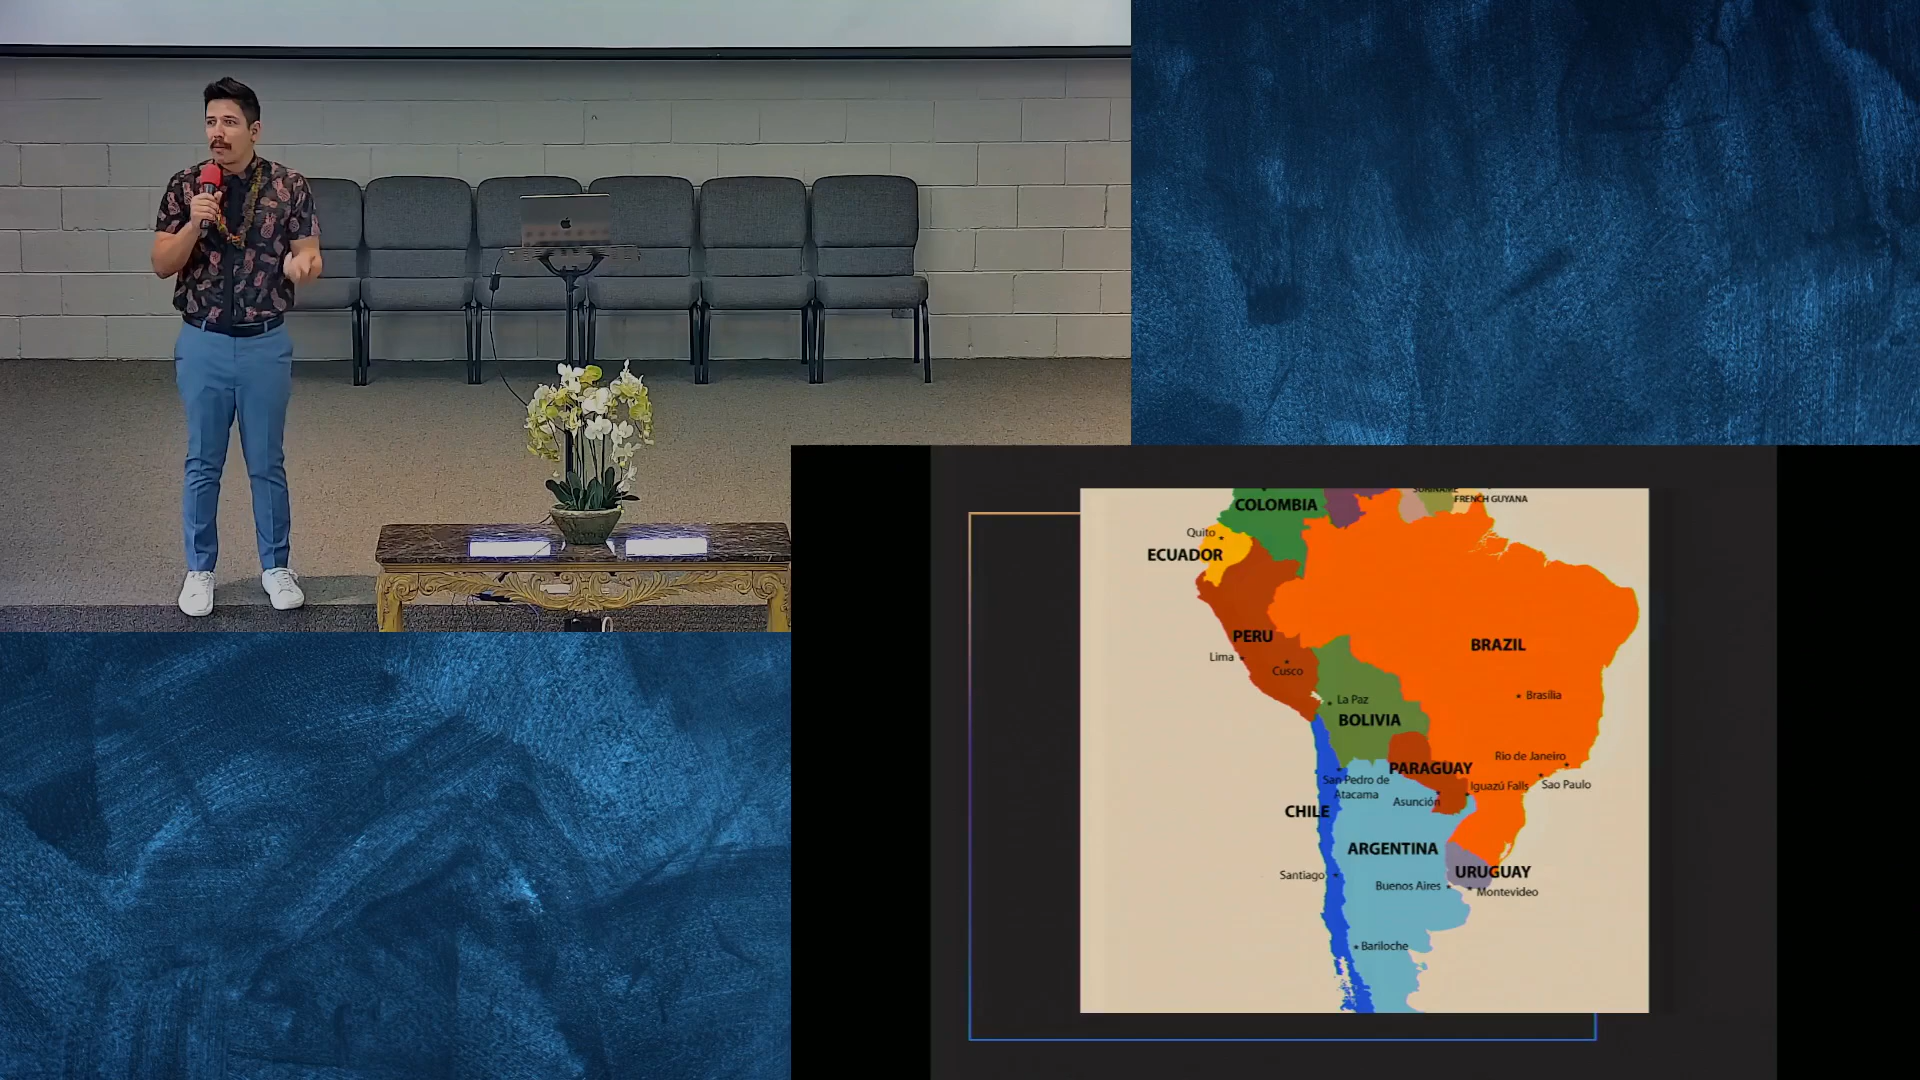 SURINAME
FRENCH GUYANA
COLOMBIA
Quito
ECUADOR
PERU
BRAZIL
Lima
Cusco
Brasilia
La Paz
BOLIVIA
Rio de Janeiro
PARAGUAY
San Pedro de
Atacama
Iguazú Falls
Sao Paulo
Asunción
CHILE
ARGENTINA
URUGUAY
Santiago
Buenos Aires
Montevideo
Bariloche